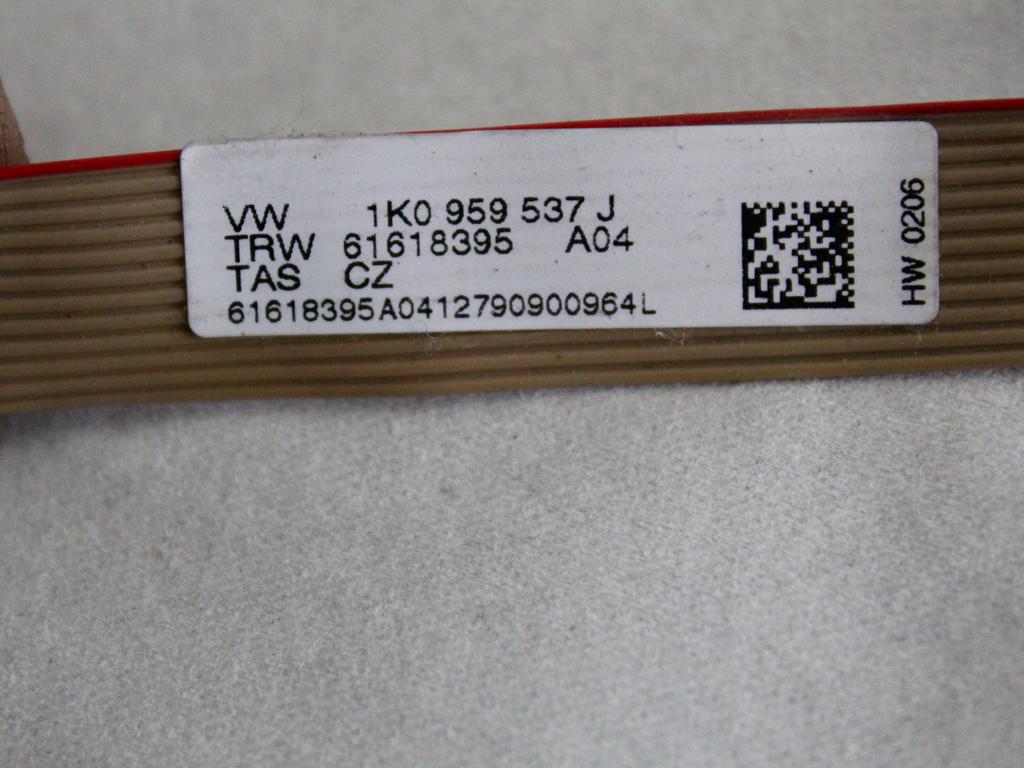 VW 1K0 959 537 J
TRW 61618395 A04
TAS CZ
61618395A0412790900964L
HW 0206